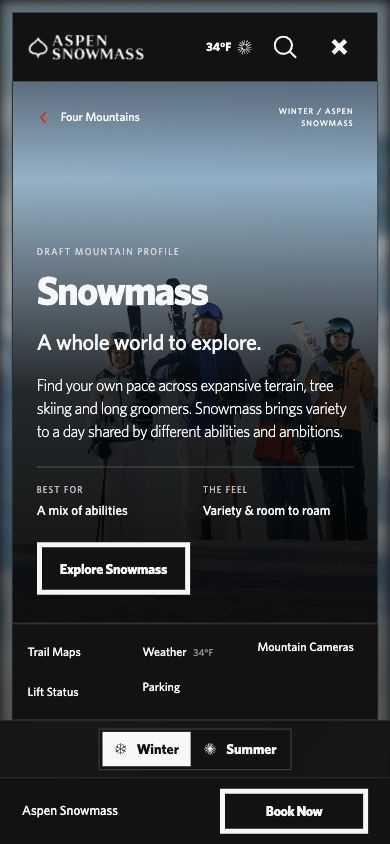 ASPEN
SNOWMASS
34°F
Four Mountains
WINTER / ASPEN
SNOWMASS
DRAFT MOUNTAIN PROFILE
Snowmass
A whole world to explore.
Find your own pace across expansive terrain, tree
skiing and long groomers. Snowmass brings variety
to a day shared by different abilities and ambitions.
BEST FOR
A mix of abilities
THE FEEL
Variety & room to roam
Explore Snowmass
Trail Maps
Weather 34°F
Mountain Cameras
Lift Status
Parking
Winter
Summer
Aspen Snowmass
Book Now